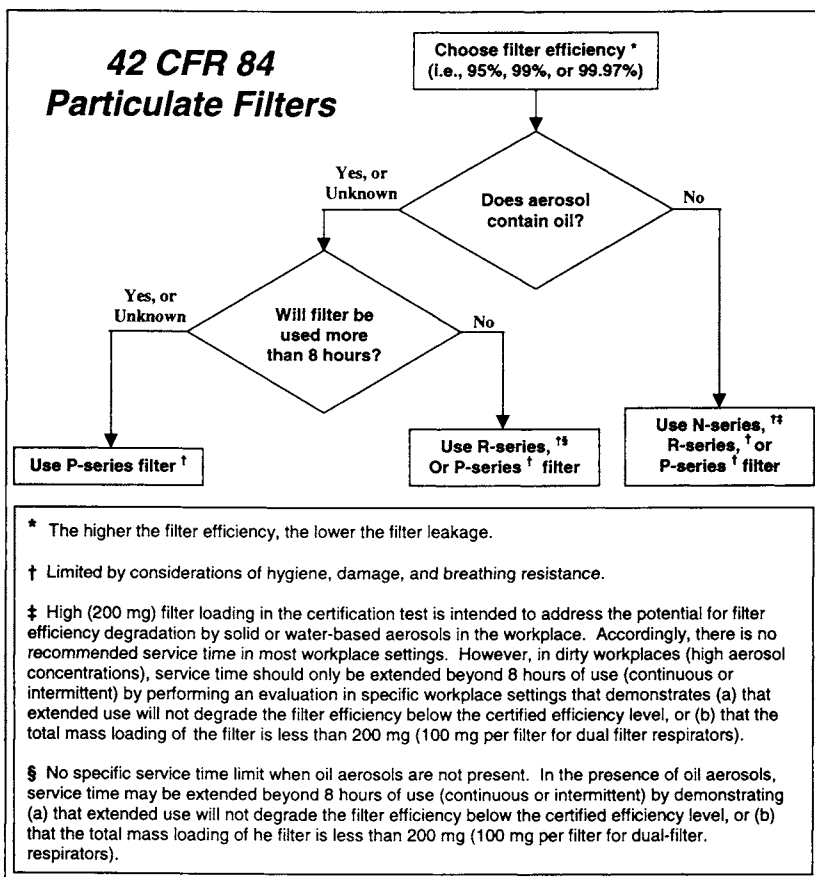 42 CFR 84
Particulate Filters
Choose filter efficiency *
(i.e., 95%, 99%, or 99.97%)
Yes, or
Unknown
Does aerosol
contain oil?
No
Yes, or
Unknown
Will filter be
used more
than 8 hours?
No
Use P-series filter †
Use R-series, †§
Or P-series † filter
Use N-series, †‡
R-series, † or
P-series † filter
* The higher the filter efficiency, the lower the filter leakage.
† Limited by considerations of hygiene, damage, and breathing resistance.
‡ High (200 mg) filter loading in the certification test is intended to address the potential for filter
efficiency degradation by solid or water-based aerosols in the workplace. Accordingly, there is no
recommended service time in most workplace settings. However, in dirty workplaces (high aerosol
concentrations), service time should only be extended beyond 8 hours of use (continuous or
intermittent) by performing an evaluation in specific workplace settings that demonstrates (a) that
extended use will not degrade the filter efficiency below the certified efficiency level, or (b) that the
total mass loading of the filter is less than 200 mg (100 mg per filter for dual filter respirators).
§ No specific service time limit when oil aerosols are not present. In the presence of oil aerosols,
service time may be extended beyond 8 hours of use (continuous or intermittent) by demonstrating
(a) that extended use will not degrade the filter efficiency below the certified efficiency level, or (b)
that the total mass loading of he filter is less than 200 mg (100 mg per filter for dual-filter.
respirators).